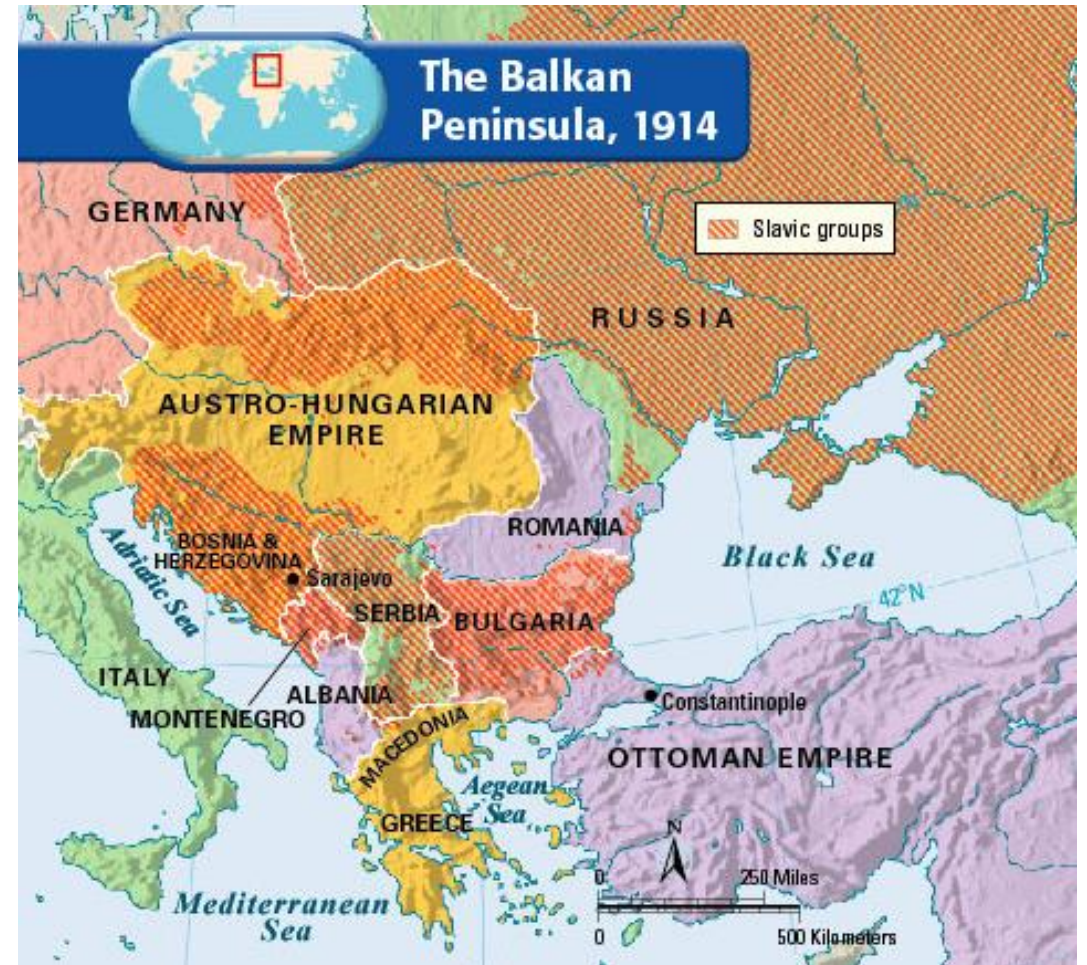 The Balkan
Peninsula, 1914
GERMANY
Slavic groups
RUSSIA
AUSTRO-HUNGARIAN
EMPIRE
ROMANIA
Black Sea
BOSNIA &
HERZEGOVINA
Adriatic Sea
Sarajevo
42°N
SERBIA
BULGARIA
ITALY
ALBANIA
MONTENEGRO
Constantinople
MACEDONIA
OTTOMAN EMPIRE
Aegean
Sea
GREECE
N
0 250 Miles
0 500 Kilometers
Mediterranean
Sea